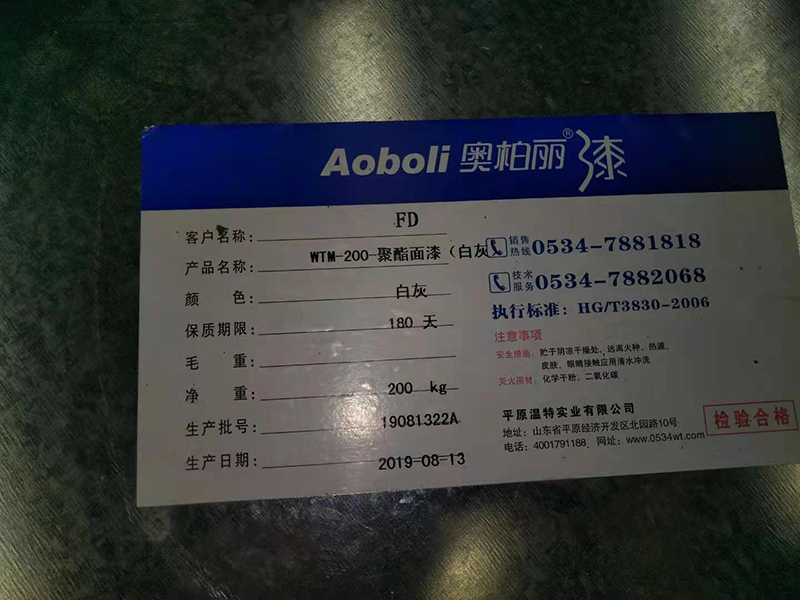 Aoboli 奥柏丽® 漆
客户名称: FD
产品名称: WTM-200-聚酯面漆（白灰）
颜 色: 白灰
保质期限: 180 天
毛 重:
净 重: 200 kg
生产批号: 19081322A
生产日期: 2019-08-13
销售热线 0534-7881818
技术服务 0534-7882068
执行标准: HG/T3830-2006
注意事项
安全措施: 贮于阴凉干燥处、远离火种、热源,
皮肤、眼睛接触应用清水冲洗
灭火用材: 化学干粉、二氧化碳
平原温特实业有限公司
地址: 山东省平原经济开发区北园路10号
电话: 4001791188 网址: www.0534wt.com
检验合格